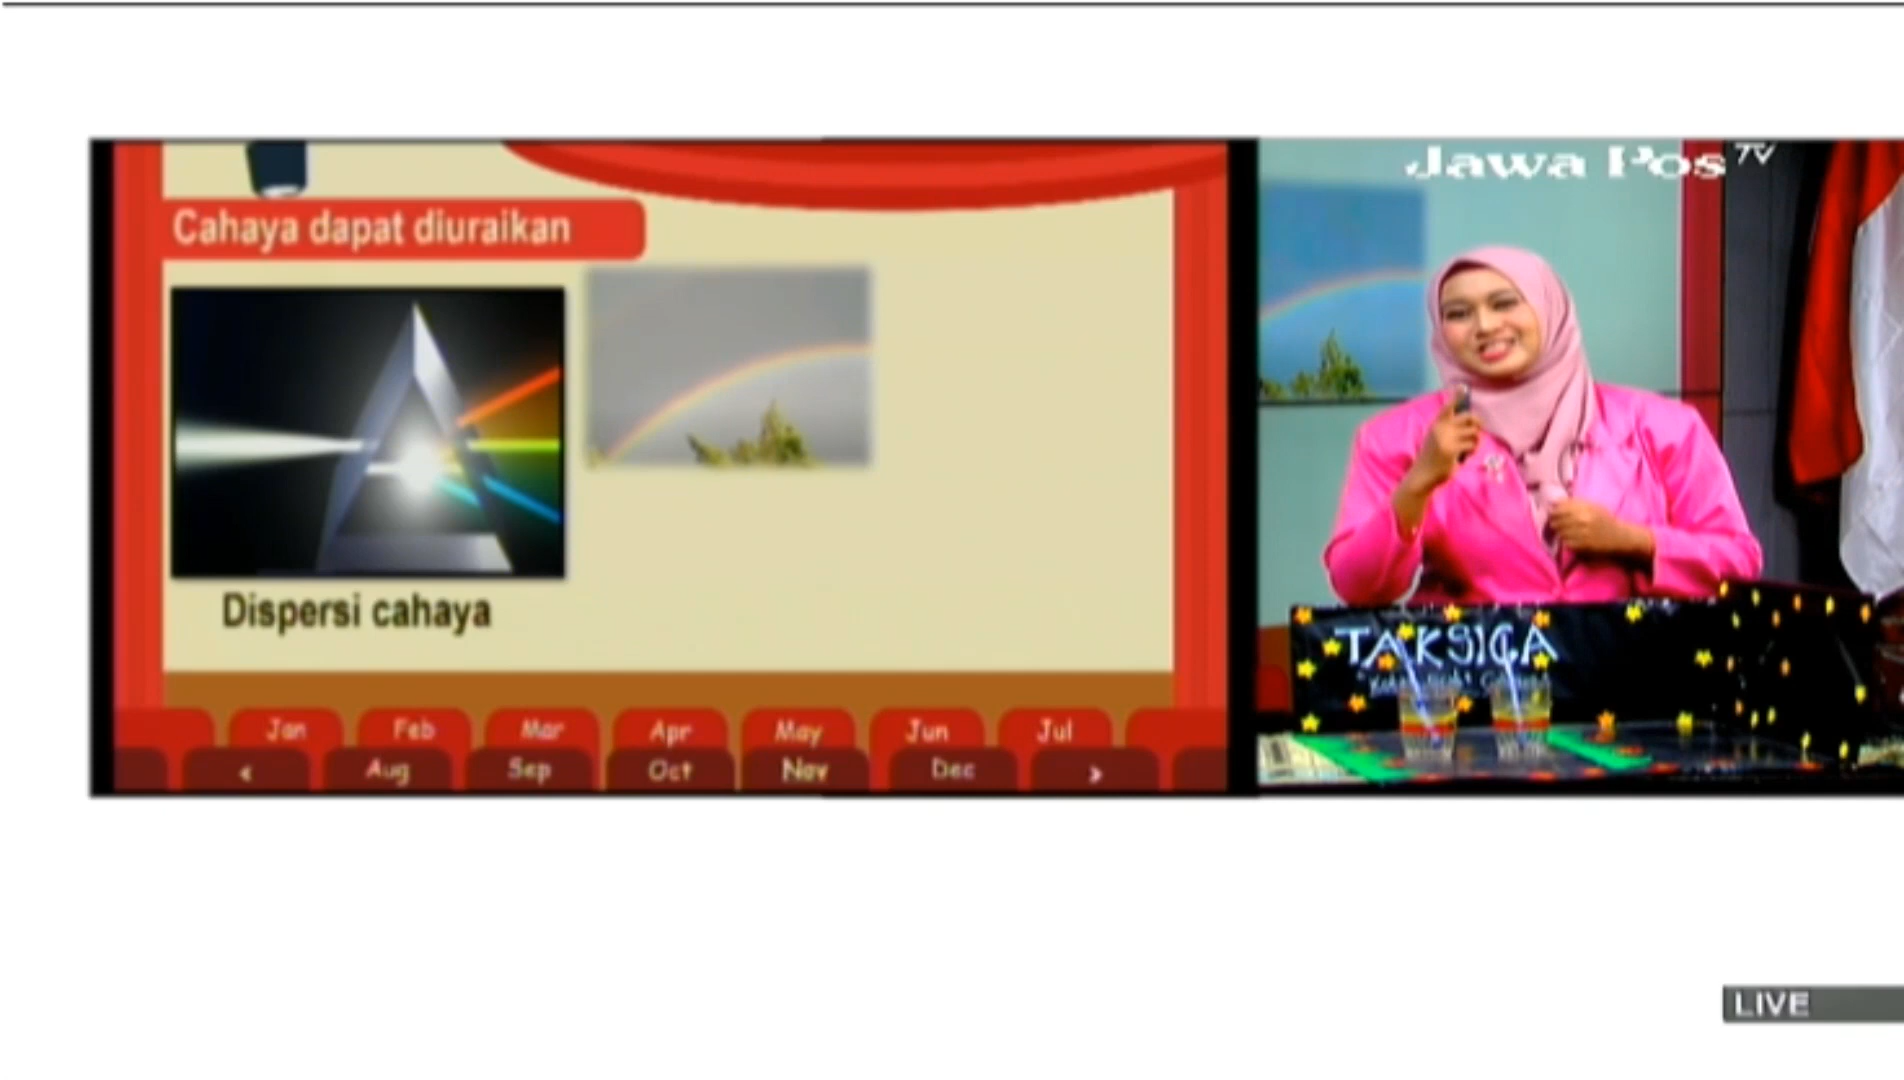 Jawa Pos TV
Cahaya dapat diuraikan
Dispersi cahaya
TAKSICA
Jan Feb Mar Apr May Jun Jul
< Aug Sep Oct Nov Dec >
LIVE